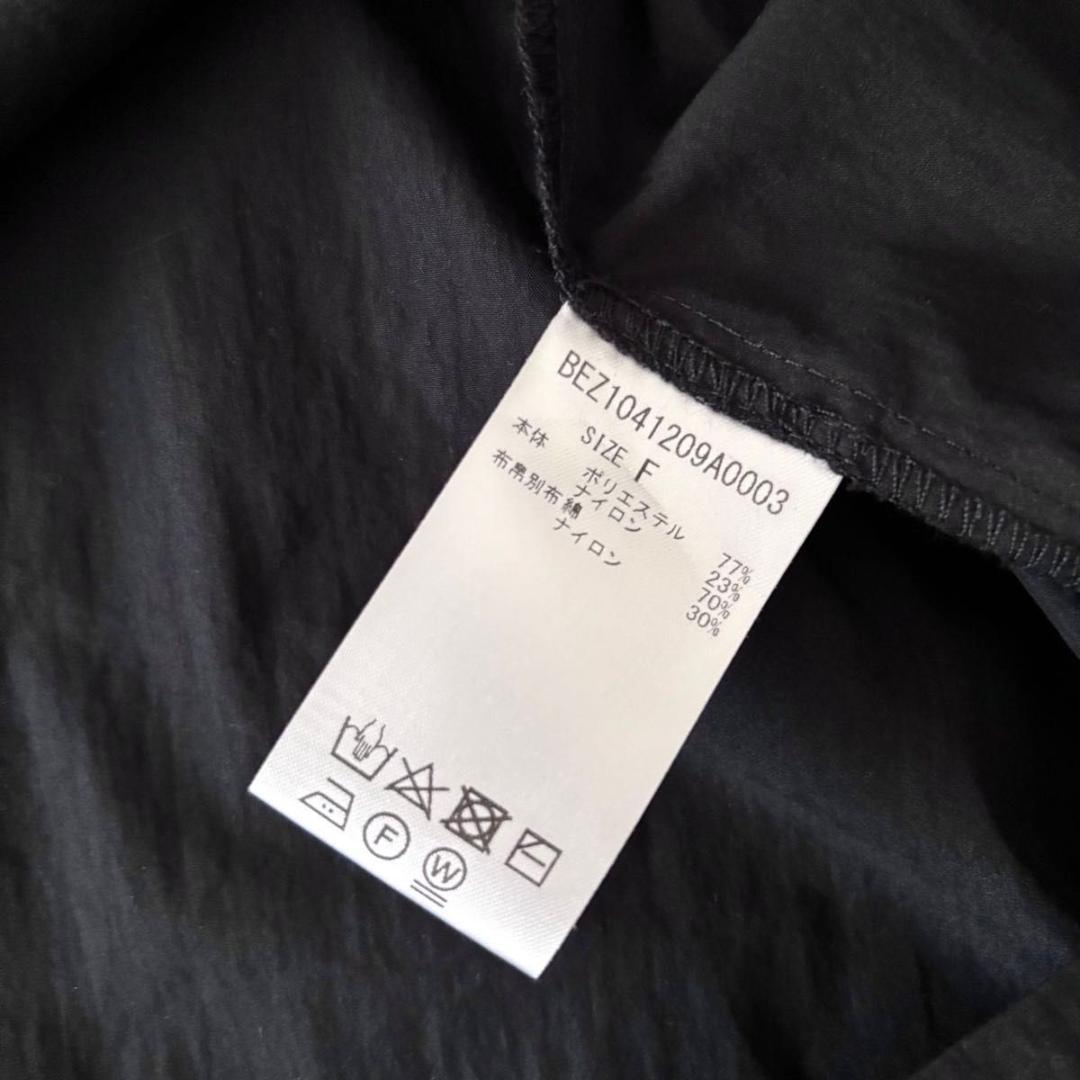 BEZ1041209A0003
SIZE F
本体 ポリエステル 77%
ナイロン 23%
布帛別布綿 70%
ナイロン 30%
F
W